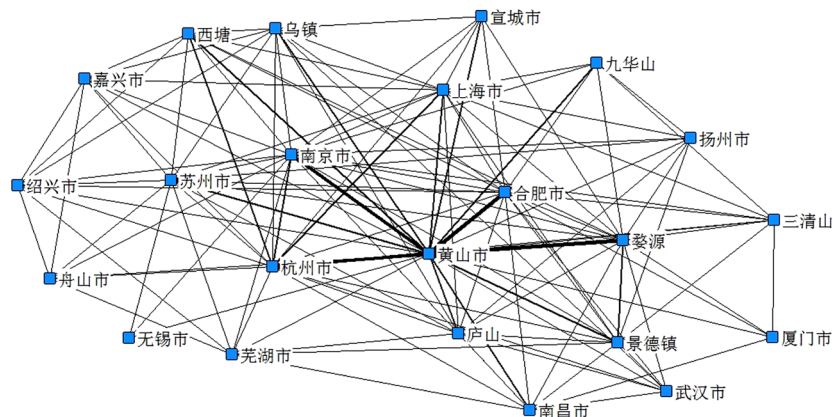 宣城市
西塘
乌镇
九华山
嘉兴市
上海市
扬州市
南京市
绍兴市
苏州市
合肥市
三清山
婺源
黄山市
杭州市
舟山市
庐山
无锡市
景德镇
厦门市
芜湖市
武汉市
南昌市